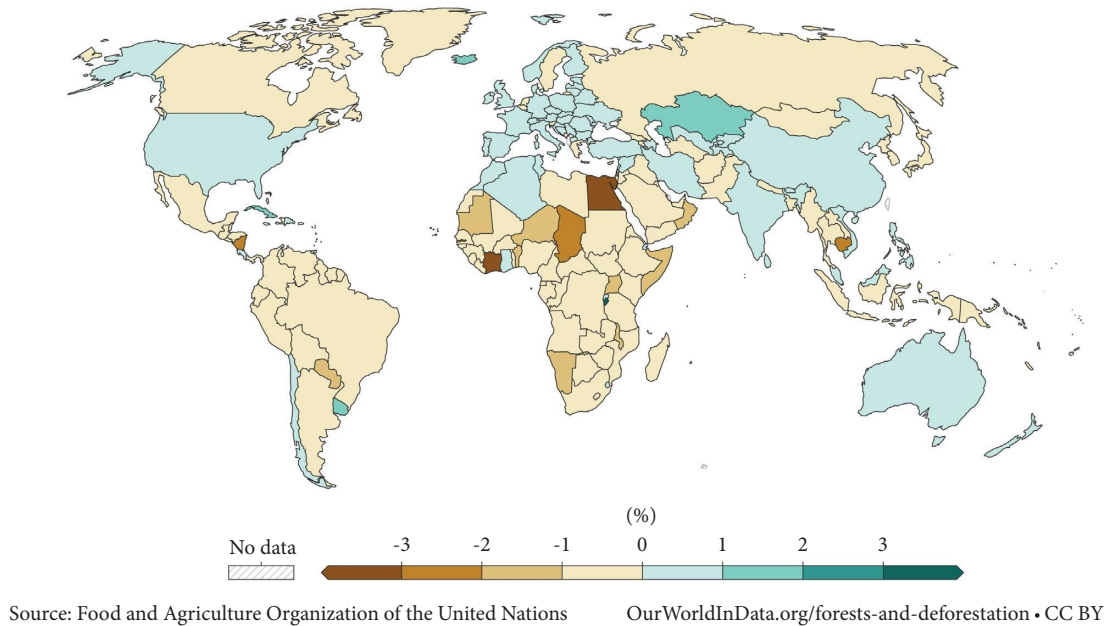 (%)
No data
-3 -2 -1 0 1 2 3
Source: Food and Agriculture Organization of the United Nations OurWorldInData.org/forests-and-deforestation • CC BY